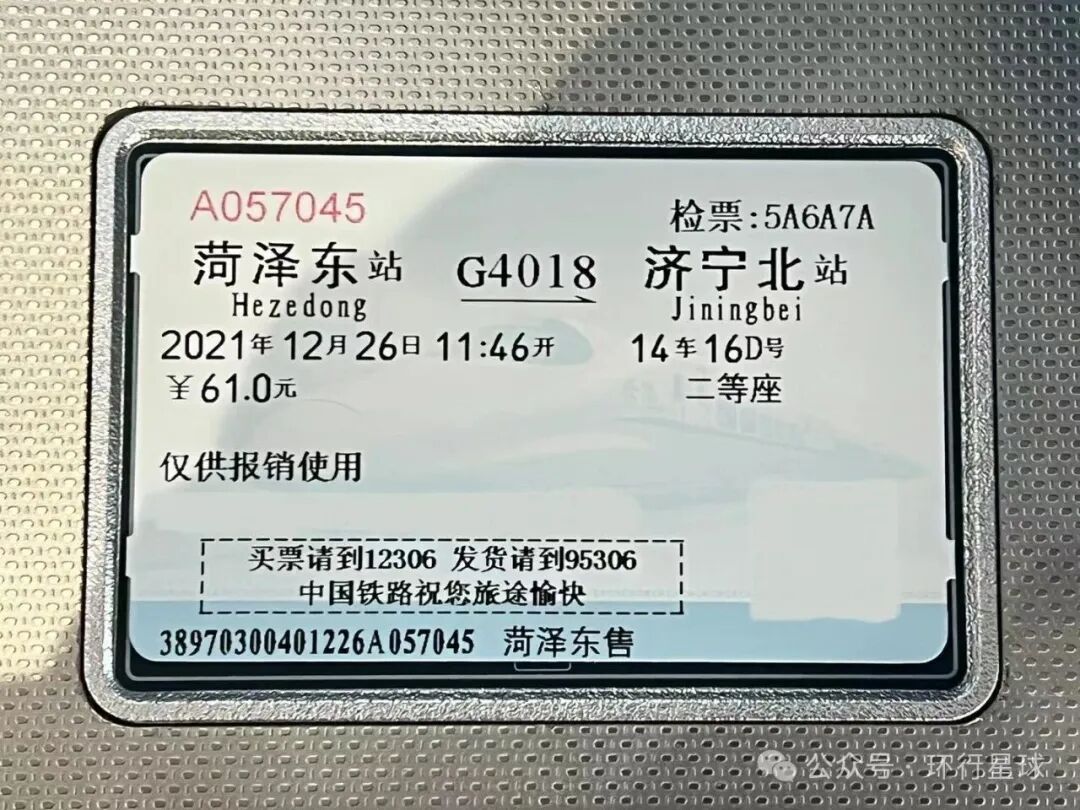 A057045
检票:5A6A7A
菏泽东站 G4018 济宁北站
Hezedong Jiningbei
2021年12月26日 11:46开 14车16D号
￥61.0元 二等座
仅供报销使用
买票请到12306 发货请到95306
中国铁路祝您旅途愉快
38970300401226A057045 菏泽东售
公众号·环行星球